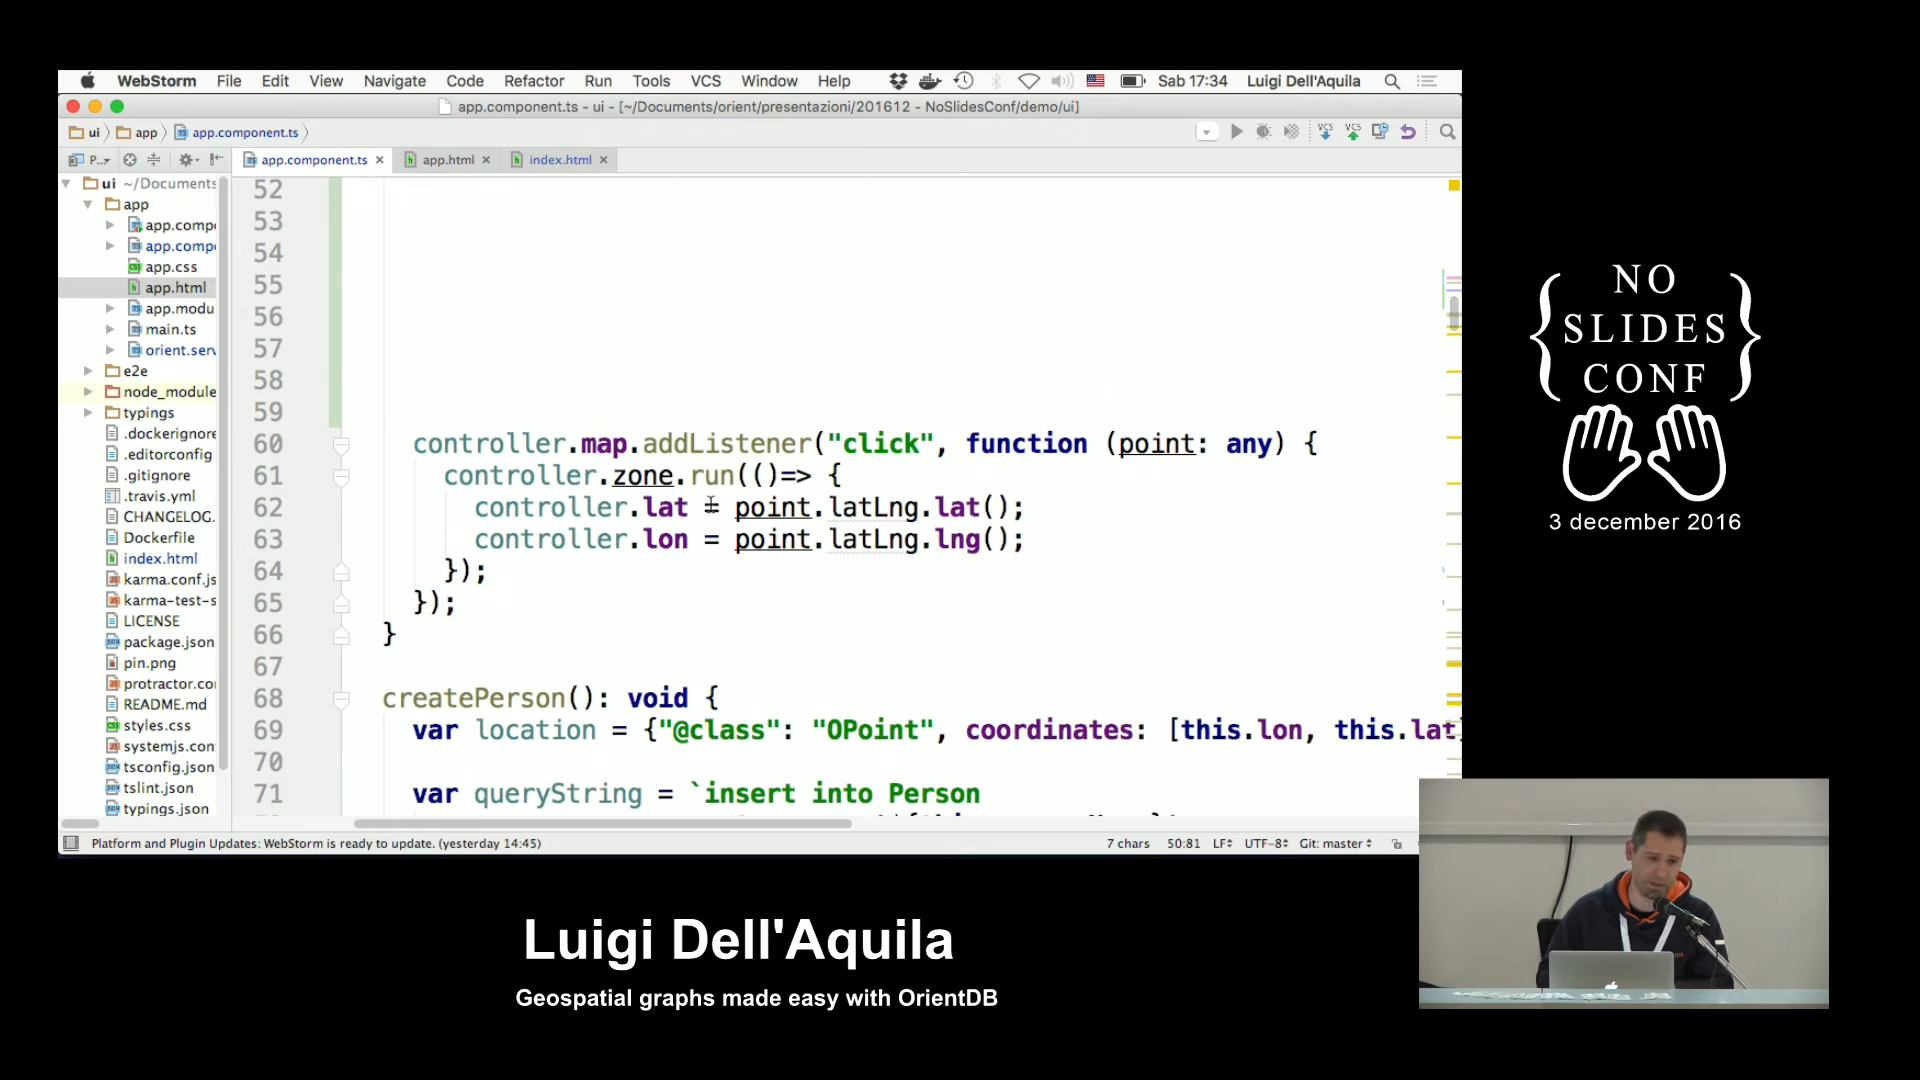 WebStorm File Edit View Navigate Code Refactor Run Tools VCS Window Help Sab 17:34 Luigi Dell'Aquila
app.component.ts - ui - [~/Documents/orient/presentazioni/201612 - NoSlidesConf/demo/ui]
ui app app.component.ts
P... app.component.ts app.html index.html
ui ~/Documents
app
app.comp
app.comp
app.css
app.html
app.modu
main.ts
orient.serv
e2e
node_module
typings
.dockerignore
.editorconfig
.gitignore
.travis.yml
CHANGELOG.
Dockerfile
index.html
karma.conf.js
karma-test-s
LICENSE
package.json
pin.png
protractor.co
README.md
styles.css
systemjs.con
tsconfig.json
tslint.json
typings.json
52
53
54
55
56
57
58
59
60 controller.map.addListener("click", function (point: any) {
61 controller.zone.run(()=> {
62 controller.lat = point.latLng.lat();
63 controller.lon = point.latLng.lng();
64 });
65 });
66 }
67
68 createPerson(): void {
69 var location = {"@class": "OPoint", coordinates: [this.lon, this.lat]
70
71 var queryString = `insert into Person
Platform and Plugin Updates: WebStorm is ready to update. (yesterday 14:45) 7 chars 50:81 LF UTF-8 Git: master
NO
SLIDES
CONF
3 december 2016
Luigi Dell'Aquila
Geospatial graphs made easy with OrientDB